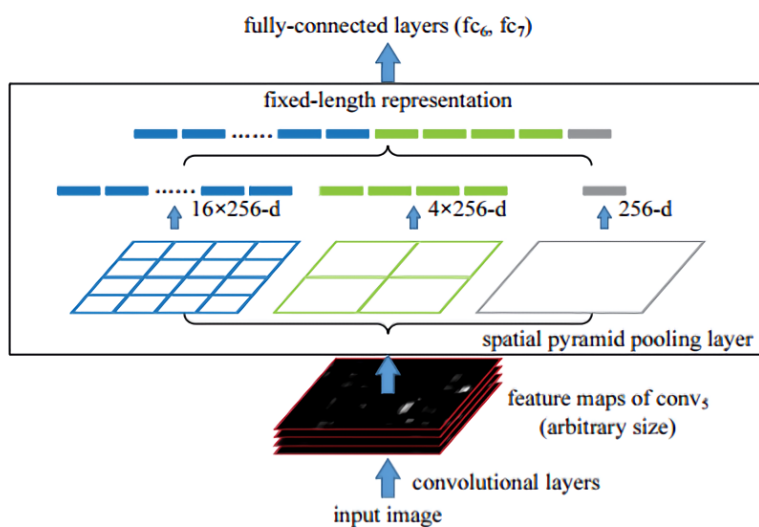 fully-connected layers (fc₆, fc₇)
fixed-length representation
16×256-d
4×256-d
256-d
spatial pyramid pooling layer
feature maps of conv₅
(arbitrary size)
convolutional layers
input image